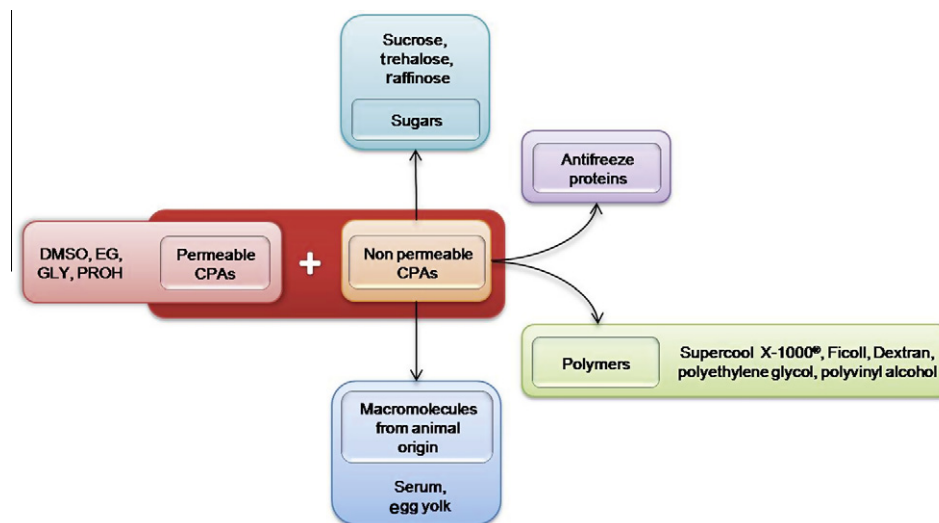 Sucrose,
trehalose,
raffinose
Sugars
Antifreeze
proteins
DMSO, EG,
GLY, PROH
Permeable
CPAs
+
Non permeable
CPAs
Polymers
Supercool X-1000®, Ficoll, Dextran,
polyethylene glycol, polyvinyl alcohol
Macromolecules
from animal
origin
Serum,
egg yolk